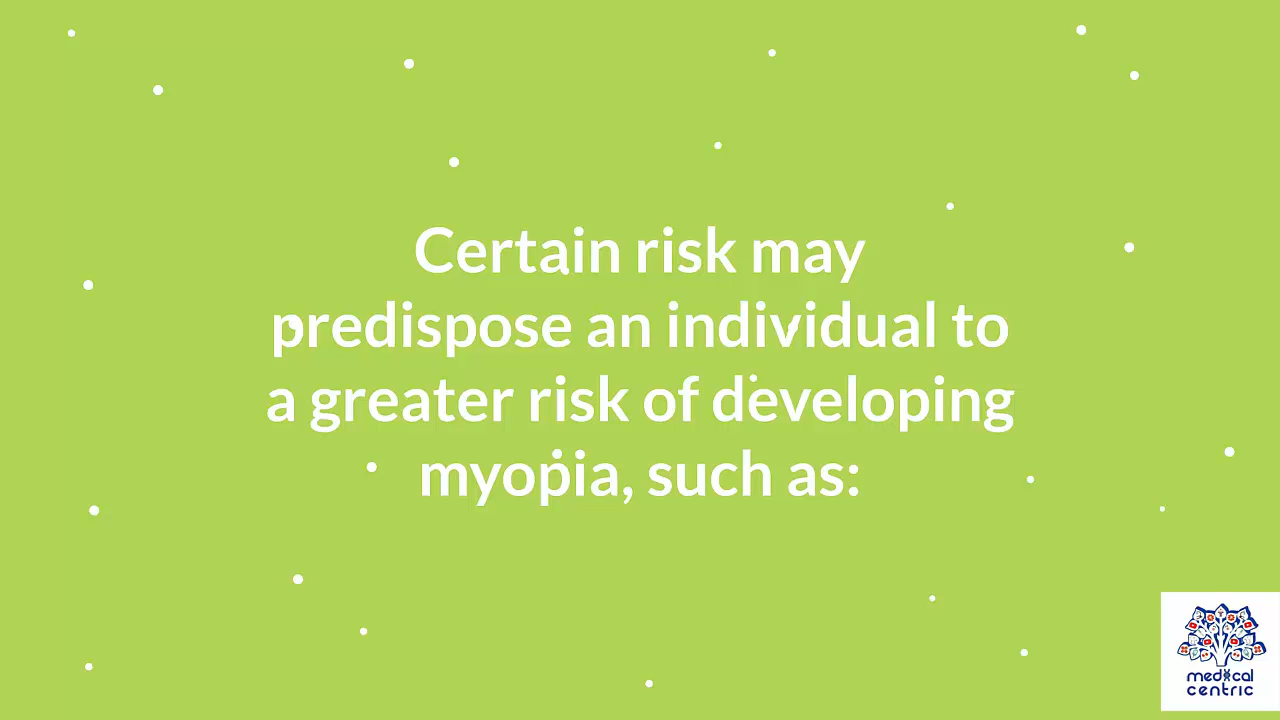 Certain risk may
predispose an individual to
a greater risk of developing
myopia, such as:
medical
centric